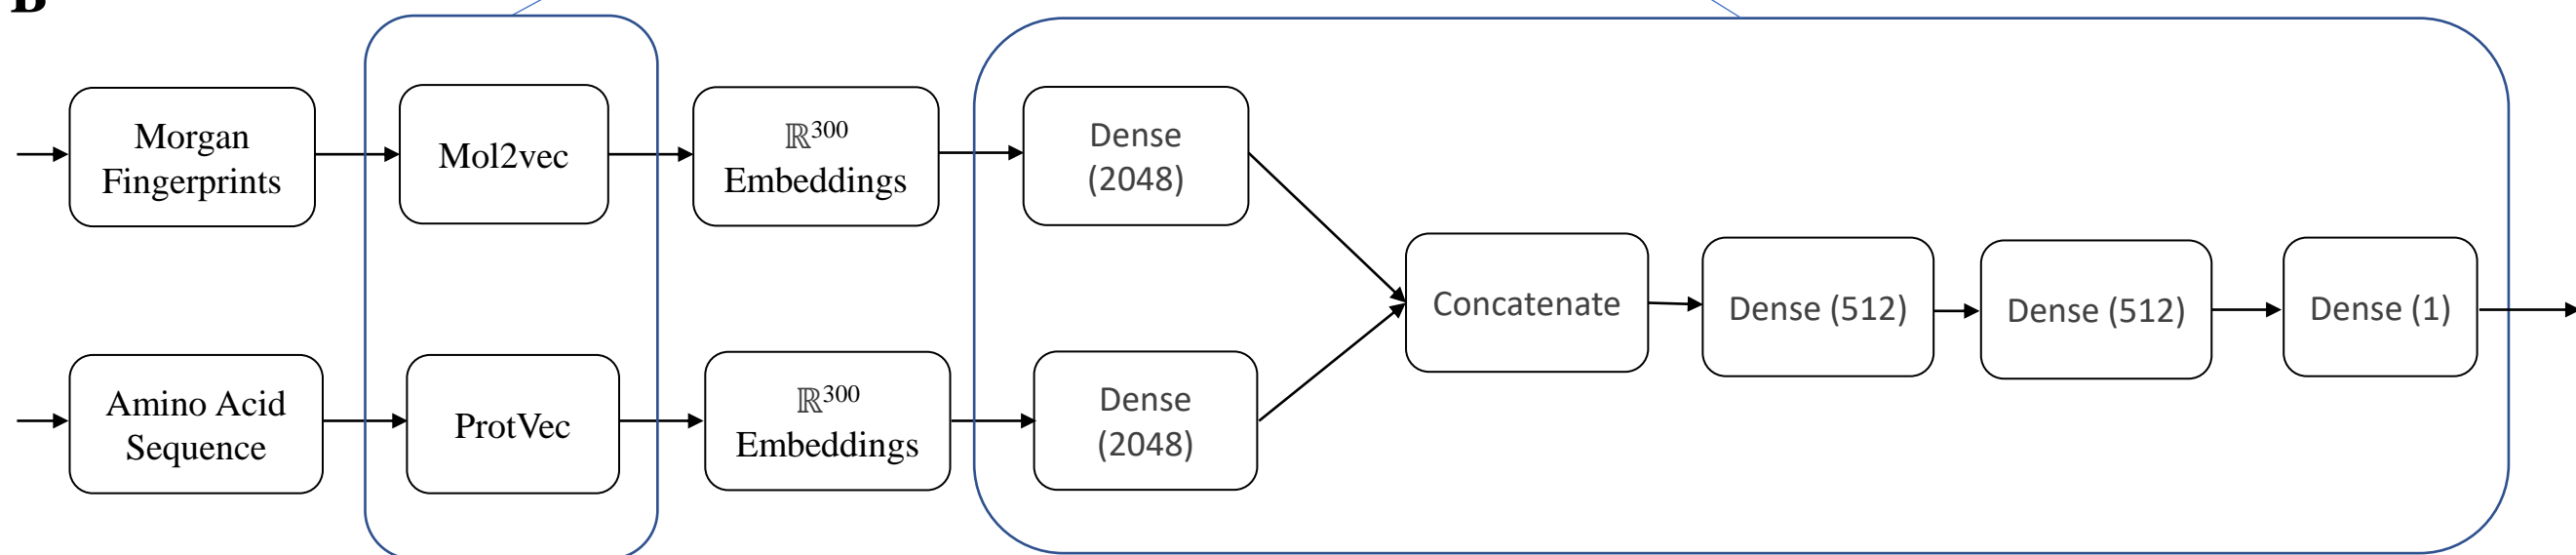 B
Morgan
Fingerprints
Mol2vec
ℝ³⁰⁰
Embeddings
Dense
(2048)
Concatenate
Dense (512)
Dense (512)
Dense (1)
Amino Acid
Sequence
ProtVec
ℝ³⁰⁰
Embeddings
Dense
(2048)